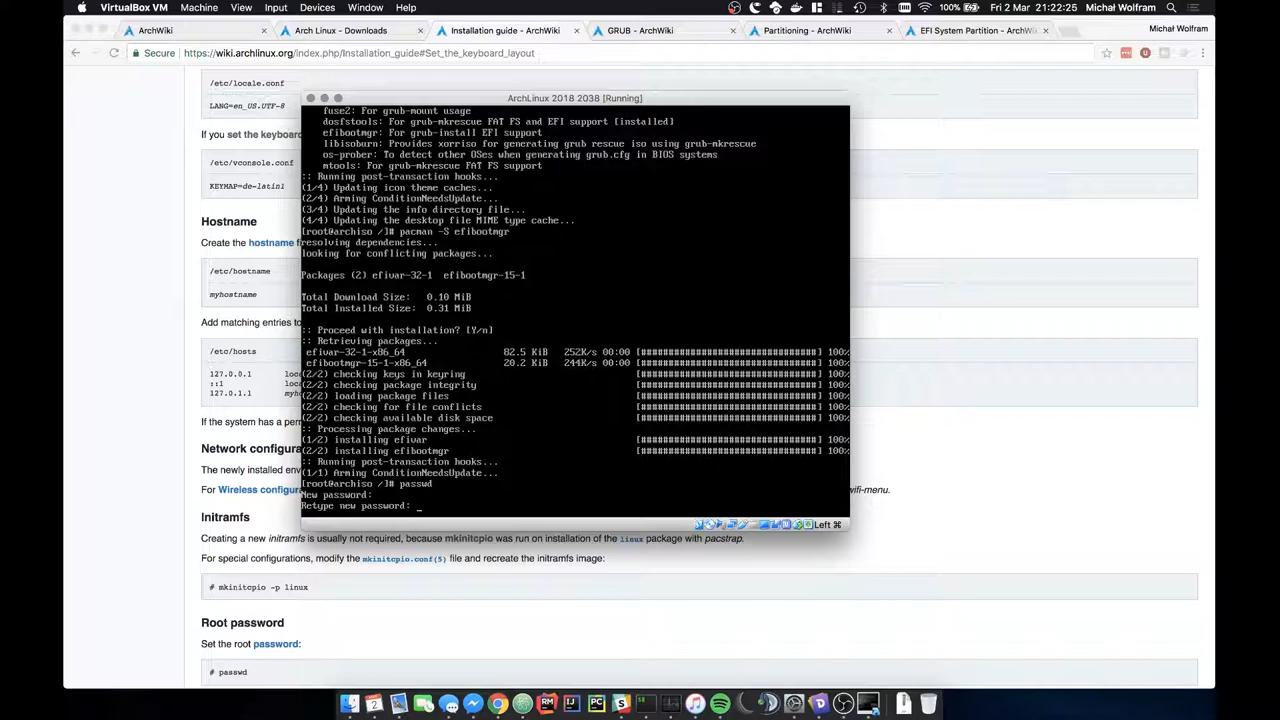 VirtualBox VM Machine View Input Devices Window Help 100% Fri 2 Mar 21:22:25 Michał Wolfram
ArchWiki × Arch Linux - Downloads × Installation guide - ArchWiki × GRUB - ArchWiki × Partitioning - ArchWiki × EFI System Partition - ArchWi × Michał Wolfram
Secure https://wiki.archlinux.org/index.php/Installation_guide#Set_the_keyboard_layout
/etc/locale.conf
LANG=en_US.UTF-8
If you set the keyboard
/etc/vconsole.conf
KEYMAP=de-latin1
Hostname
Create the hostname f
/etc/hostname
myhostname
Add matching entries to
/etc/hosts
127.0.0.1 loc
::1 loc
127.0.1.1 myh
If the system has a perm
Network configura
The newly installed env
For Wireless configur
wifi-menu.
Initramfs
Creating a new initramfs is usually not required, because mkinitcpio was run on installation of the linux package with pacstrap.
For special configurations, modify the mkinitcpio.conf(5) file and recreate the initramfs image:
# mkinitcpio -p linux
Root password
Set the root password:
# passwd
ArchLinux 2018 2038 [Running]
fuse2: For grub-mount usage
dosfstools: For grub-mkrescue FAT FS and EFI support [installed]
efibootmgr: For grub-install EFI support
libisoburn: Provides xorriso for generating grub rescue iso using grub-mkrescue
os-prober: To detect other OSes when generating grub.cfg in BIOS systems
mtools: For grub-mkrescue FAT FS support
:: Running post-transaction hooks...
(1/4) Updating icon theme caches...
(2/4) Arming ConditionNeedsUpdate...
(3/4) Updating the info directory file...
(4/4) Updating the desktop file MIME type cache...
[root@archiso /]# pacman -S efibootmgr
resolving dependencies...
looking for conflicting packages...
Packages (2) efivar-32-1 efibootmgr-15-1
Total Download Size: 0.10 MiB
Total Installed Size: 0.31 MiB
:: Proceed with installation? [Y/n]
:: Retrieving packages...
efivar-32-1-x86_64 82.5 KiB 252K/s 00:00 [################################] 100%
efibootmgr-15-1-x86_64 20.2 KiB 244K/s 00:00 [################################] 100%
(2/2) checking keys in keyring [################################] 100%
(2/2) checking package integrity [################################] 100%
(2/2) loading package files [################################] 100%
(2/2) checking for file conflicts [################################] 100%
(2/2) checking available disk space [################################] 100%
:: Processing package changes...
(1/2) installing efivar [################################] 100%
(2/2) installing efibootmgr [################################] 100%
:: Running post-transaction hooks...
(1/1) Arming ConditionNeedsUpdate...
[root@archiso /]# passwd
New password:
Retype new password: _
Left ⌘